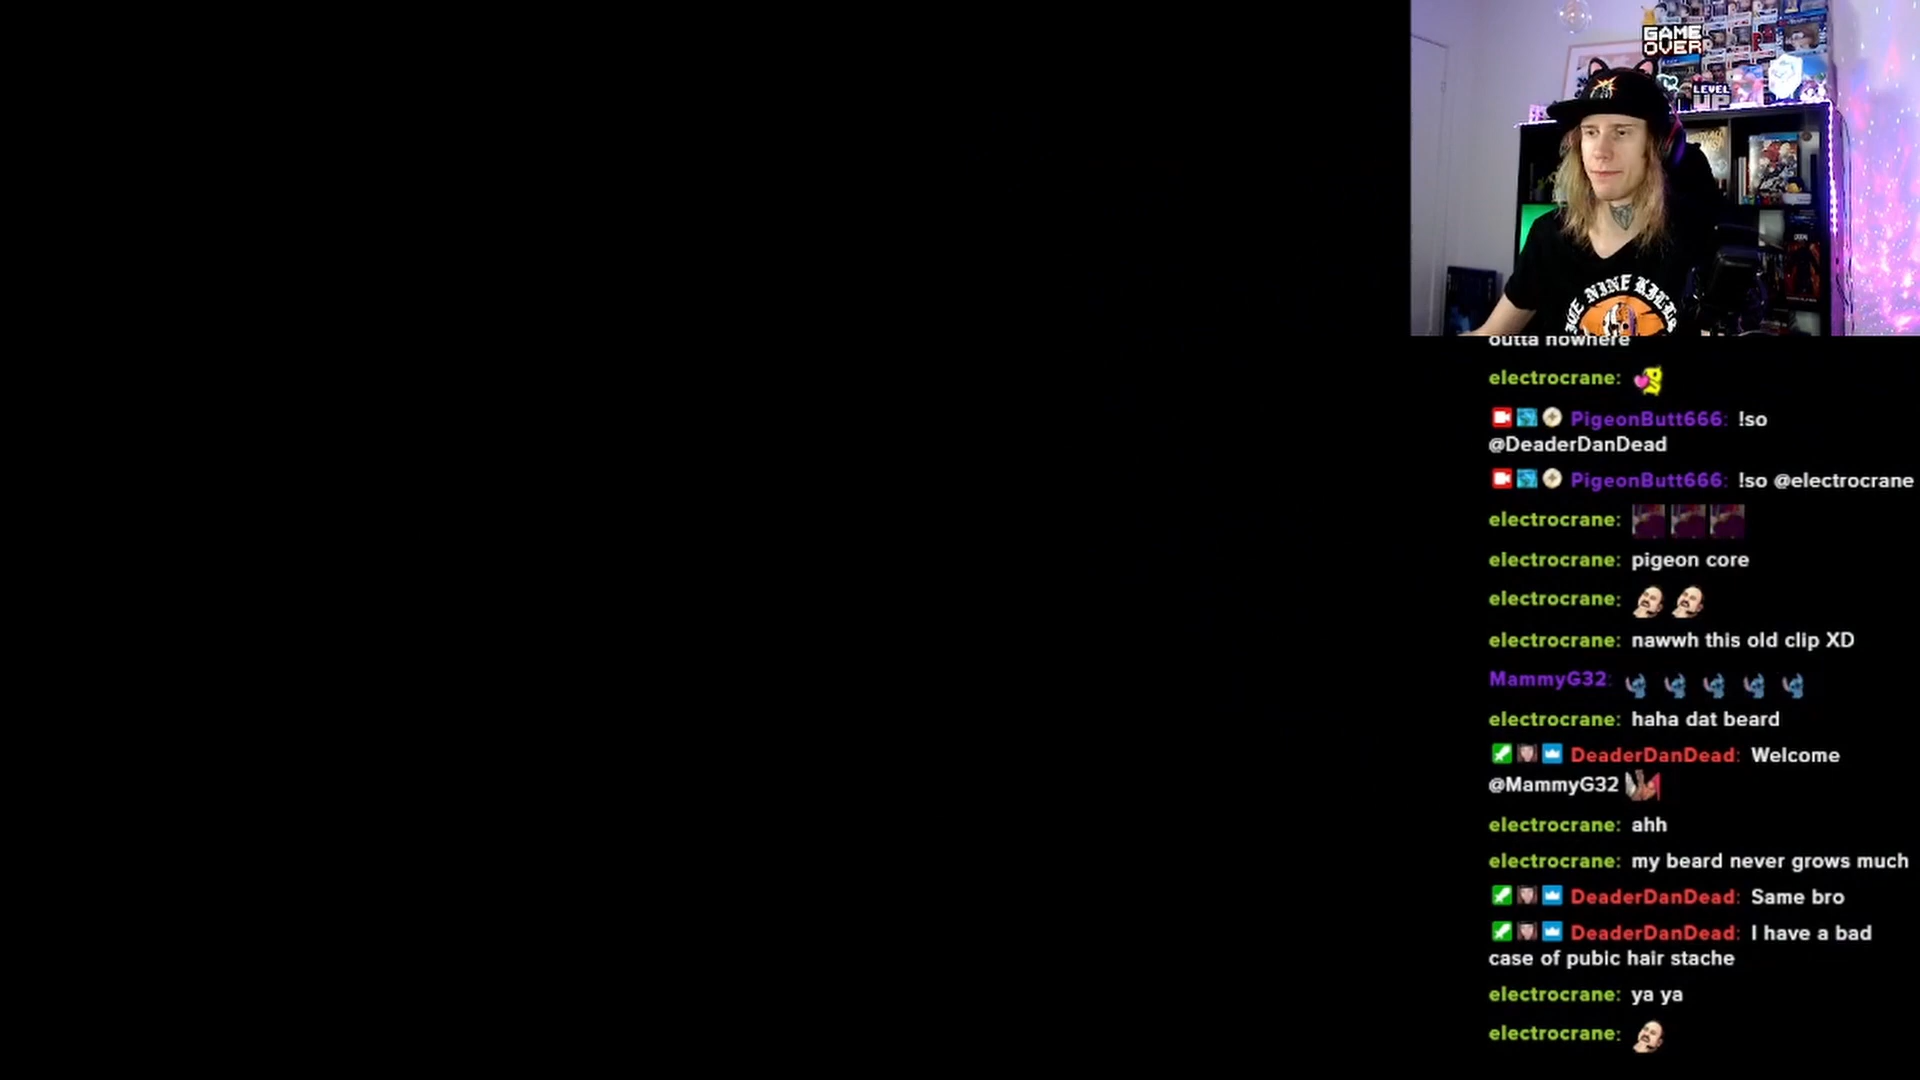 GAME
OVER
LEVEL
UP
ICE NINE KILLS
outta nowhere
electrocrane:
PigeonButt666: !so
@DeaderDanDead
PigeonButt666: !so @electrocrane
electrocrane:
electrocrane: pigeon core
electrocrane:
electrocrane: nawwh this old clip XD
MammyG32:
electrocrane: haha dat beard
DeaderDanDead: Welcome
@MammyG32
electrocrane: ahh
electrocrane: my beard never grows much
DeaderDanDead: Same bro
DeaderDanDead: I have a bad
case of pubic hair stache
electrocrane: ya ya
electrocrane: